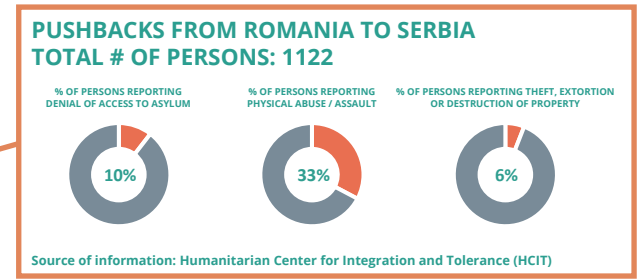 PUSHBACKS FROM ROMANIA TO SERBIA
TOTAL # OF PERSONS: 1122
% OF PERSONS REPORTING
DENIAL OF ACCESS TO ASYLUM
% OF PERSONS REPORTING
PHYSICAL ABUSE / ASSAULT
% OF PERSONS REPORTING THEFT, EXTORTION
OR DESTRUCTION OF PROPERTY
10%
33%
6%
Source of information: Humanitarian Center for Integration and Tolerance (HCIT)